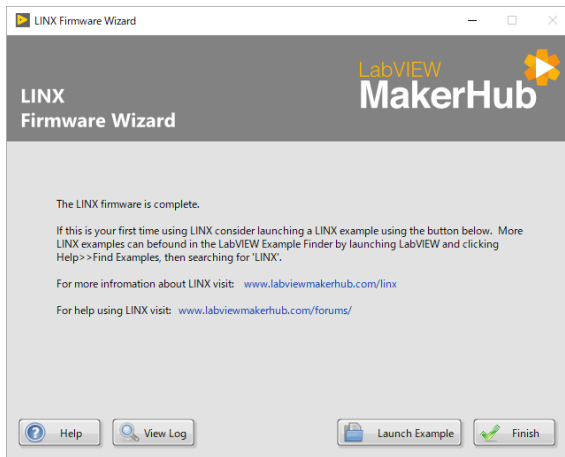 LINX Firmware Wizard
LabVIEW
MakerHub
LINX
Firmware Wizard
The LINX firmware is complete.
If this is your first time using LINX consider launching a LINX example using the button below. More
LINX examples can befound in the LabVIEW Example Finder by launching LabVIEW and clicking
Help>>Find Examples, then searching for 'LINX'.
For more infromation about LINX visit: www.labviewmakerhub.com/linx
For help using LINX visit: www.labviewmakerhub.com/forums/
Help
View Log
Launch Example
Finish